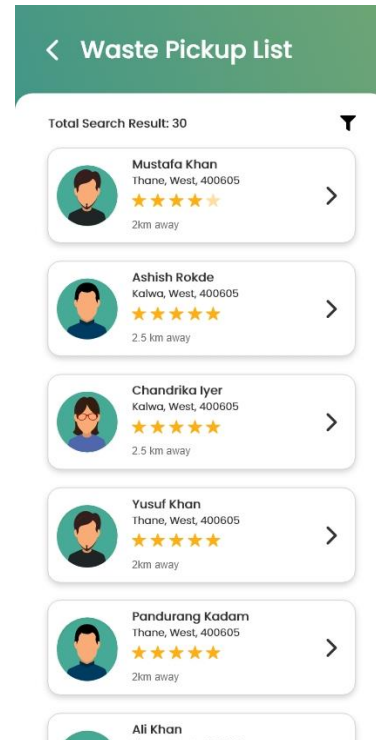 Waste Pickup List
Total Search Result: 30
Mustafa Khan
Thane, West, 400605
2km away
Ashish Rokde
Kalwa, West, 400605
2.5 km away
Chandrika Iyer
Kalwa, West, 400605
2.5 km away
Yusuf Khan
Thane, West, 400605
2km away
Pandurang Kadam
Thane, West, 400605
2km away
Ali Khan